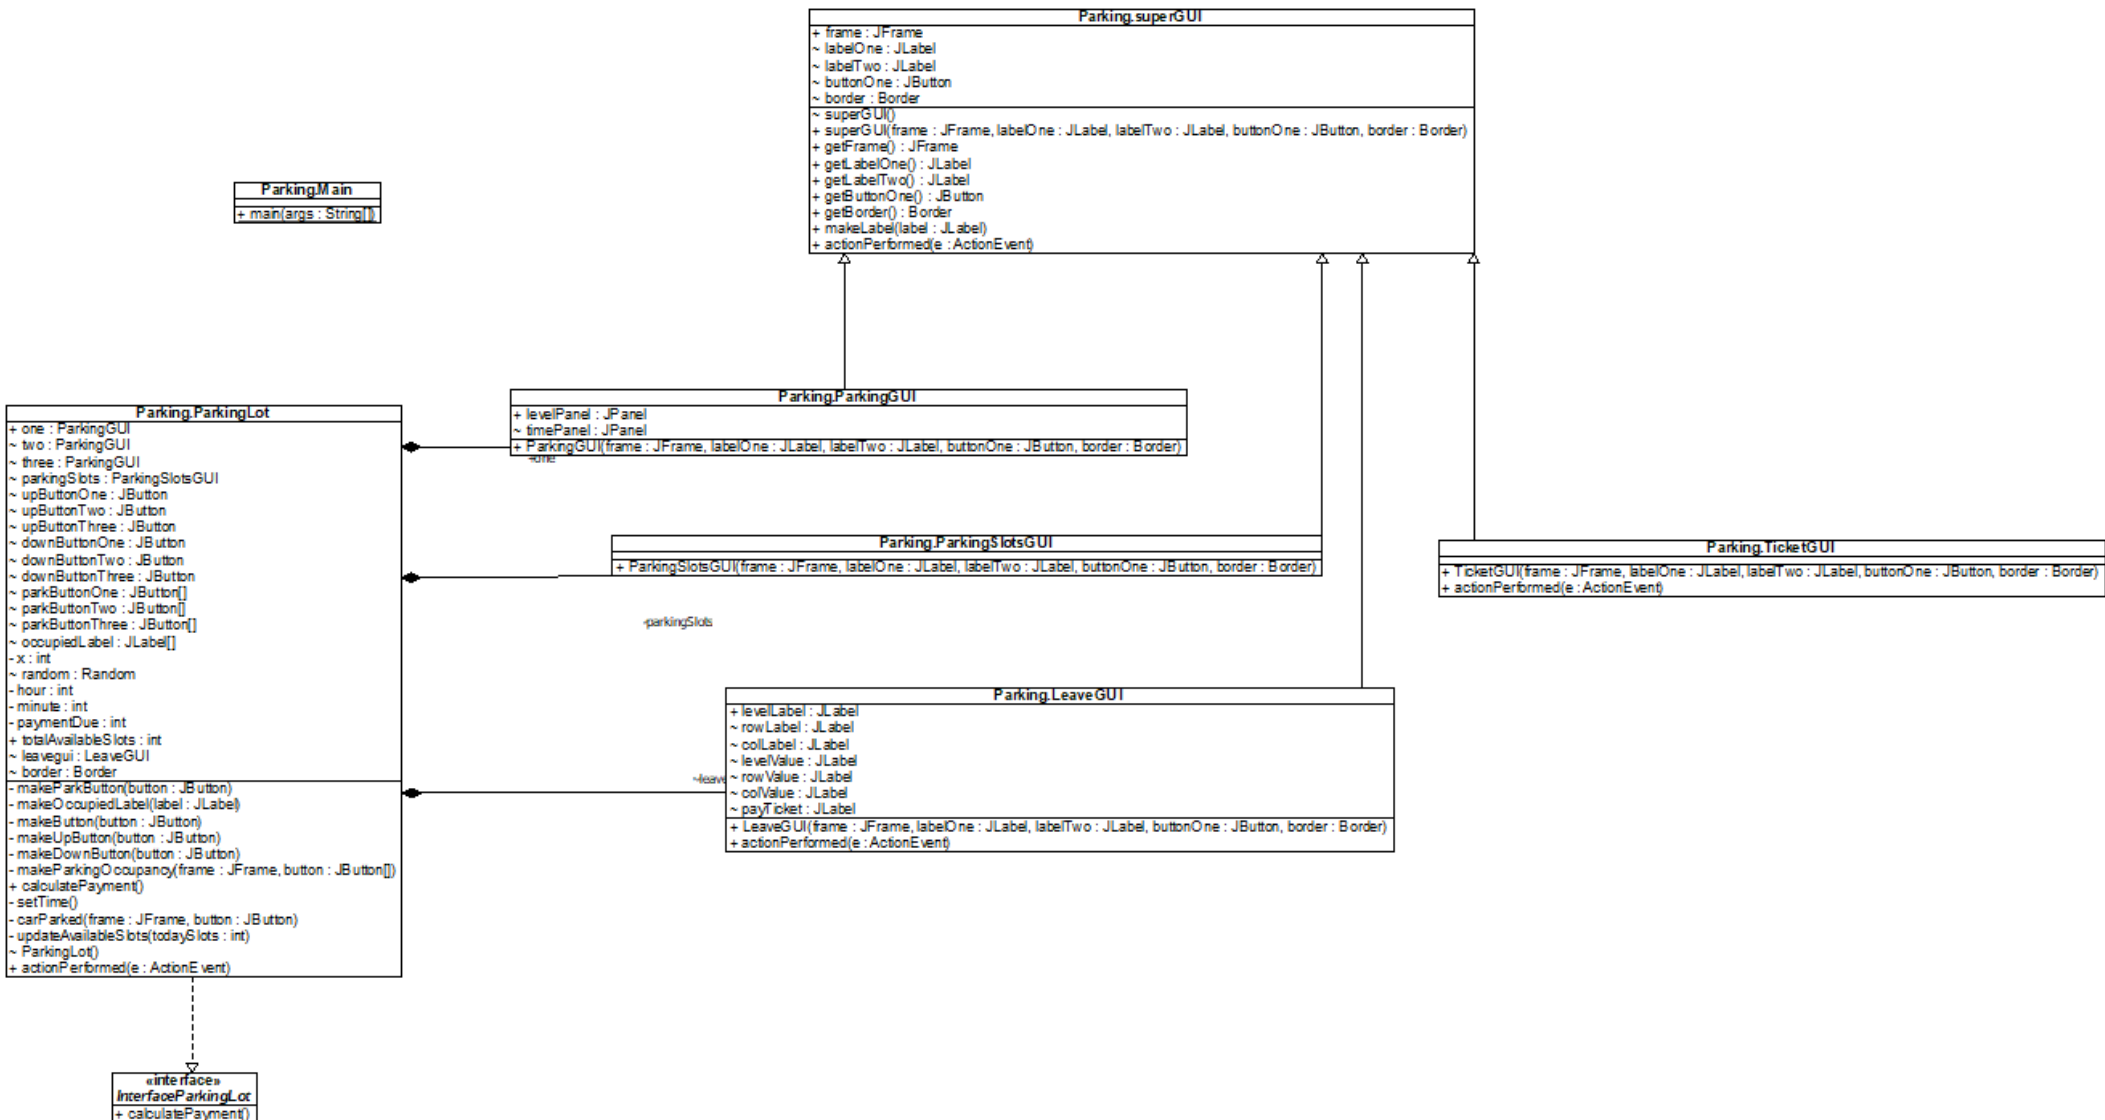 Parking.superGUI
+ frame : JFrame
~ labelOne : JLabel
~ labelTwo : JLabel
~ buttonOne : JButton
~ border : Border
~ superGUI()
+ superGUI(frame : JFrame, labelOne : JLabel, labelTwo : JLabel, buttonOne : JButton, border : Border)
+ getFrame() : JFrame
+ getLabelOne() : JLabel
+ getLabelTwo() : JLabel
+ getButtonOne() : JButton
+ getBorder() : Border
+ makeLabel(label : JLabel)
+ actionPerformed(e : ActionEvent)
Parking.Main
+ main(args : String[])
Parking.ParkingGUI
+ levelPanel : JPanel
~ timePanel : JPanel
+ ParkingGUI(frame : JFrame, labelOne : JLabel, labelTwo : JLabel, buttonOne : JButton, border : Border)
+one
Parking.ParkingLot
+ one : ParkingGUI
~ two : ParkingGUI
~ three : ParkingGUI
~ parkingSlots : ParkingSlotsGUI
~ upButtonOne : JButton
~ upButtonTwo : JButton
~ upButtonThree : JButton
~ downButtonOne : JButton
~ downButtonTwo : JButton
~ downButtonThree : JButton
~ parkButtonOne : JButton[]
~ parkButtonTwo : JButton[]
~ parkButtonThree : JButton[]
~ occupiedLabel : JLabel[]
- x : int
~ random : Random
- hour : int
- minute : int
- paymentDue : int
+ totalAvailableSlots : int
~ leavegui : LeaveGUI
~ border : Border
- makeParkButton(button : JButton)
- makeOccupiedLabel(label : JLabel)
- makeButton(button : JButton)
- makeUpButton(button : JButton)
- makeDownButton(button : JButton)
- makeParkingOccupancy(frame : JFrame, button : JButton[])
+ calculatePayment()
- setTime()
- carParked(frame : JFrame, button : JButton)
- updateAvailableSlots(todaySlots : int)
~ ParkingLot()
+ actionPerformed(e : ActionEvent)
Parking.ParkingSlotsGUI
+ ParkingSlotsGUI(frame : JFrame, labelOne : JLabel, labelTwo : JLabel, buttonOne : JButton, border : Border)
~parkingSlots
Parking.TicketGUI
+ TicketGUI(frame : JFrame, labelOne : JLabel, labelTwo : JLabel, buttonOne : JButton, border : Border)
+ actionPerformed(e : ActionEvent)
Parking.LeaveGUI
+ levelLabel : JLabel
~ rowLabel : JLabel
~ colLabel : JLabel
~ levelValue : JLabel
~ rowValue : JLabel
~ colValue : JLabel
~ payTicket : JLabel
+ LeaveGUI(frame : JFrame, labelOne : JLabel, labelTwo : JLabel, buttonOne : JButton, border : Border)
+ actionPerformed(e : ActionEvent)
~leave
«interface»
InterfaceParkingLot
+ calculatePayment()